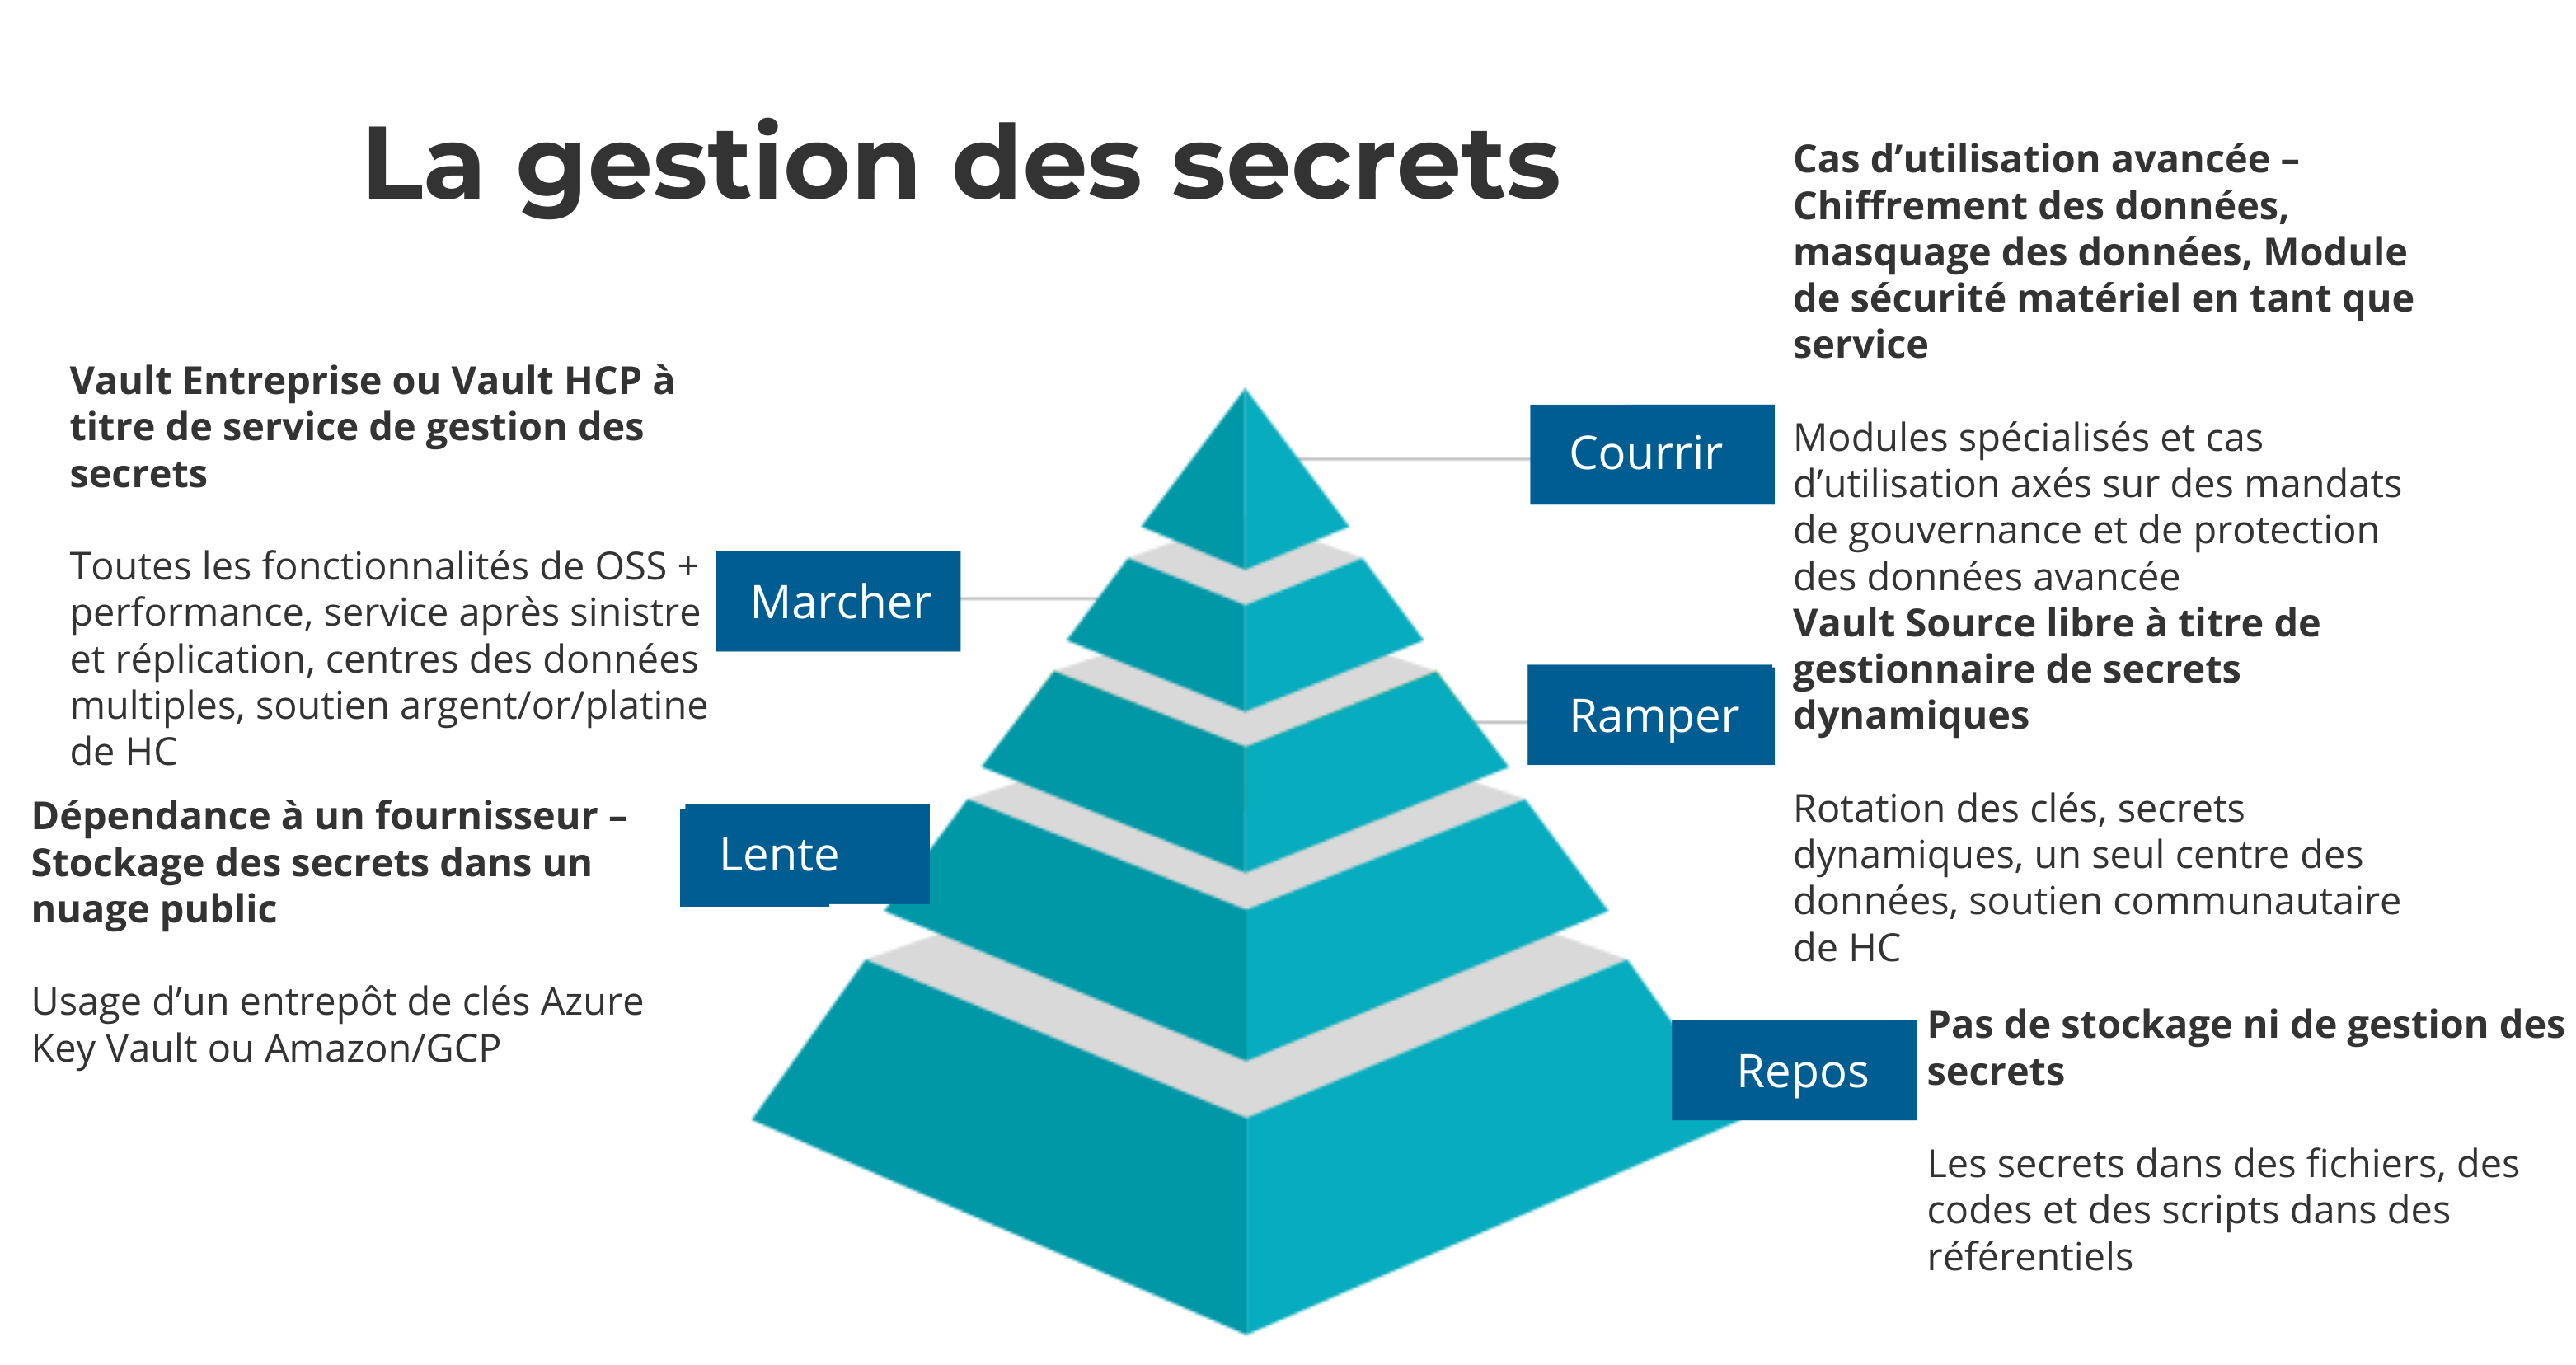 La gestion des secrets
Cas d’utilisation avancée –
Chiffrement des données,
masquage des données, Module
de sécurité matériel en tant que
service
Modules spécialisés et cas
d’utilisation axés sur des mandats
de gouvernance et de protection
des données avancée
Courrir
Vault Entreprise ou Vault HCP à
titre de service de gestion des
secrets
Toutes les fonctionnalités de OSS +
performance, service après sinistre
et réplication, centres des données
multiples, soutien argent/or/platine
de HC
Marcher
Vault Source libre à titre de
gestionnaire de secrets
dynamiques
Rotation des clés, secrets
dynamiques, un seul centre des
données, soutien communautaire
de HC
Ramper
Dépendance à un fournisseur –
Stockage des secrets dans un
nuage public
Usage d’un entrepôt de clés Azure
Key Vault ou Amazon/GCP
Lente
Repos
Pas de stockage ni de gestion des
secrets
Les secrets dans des fichiers, des
codes et des scripts dans des
référentiels